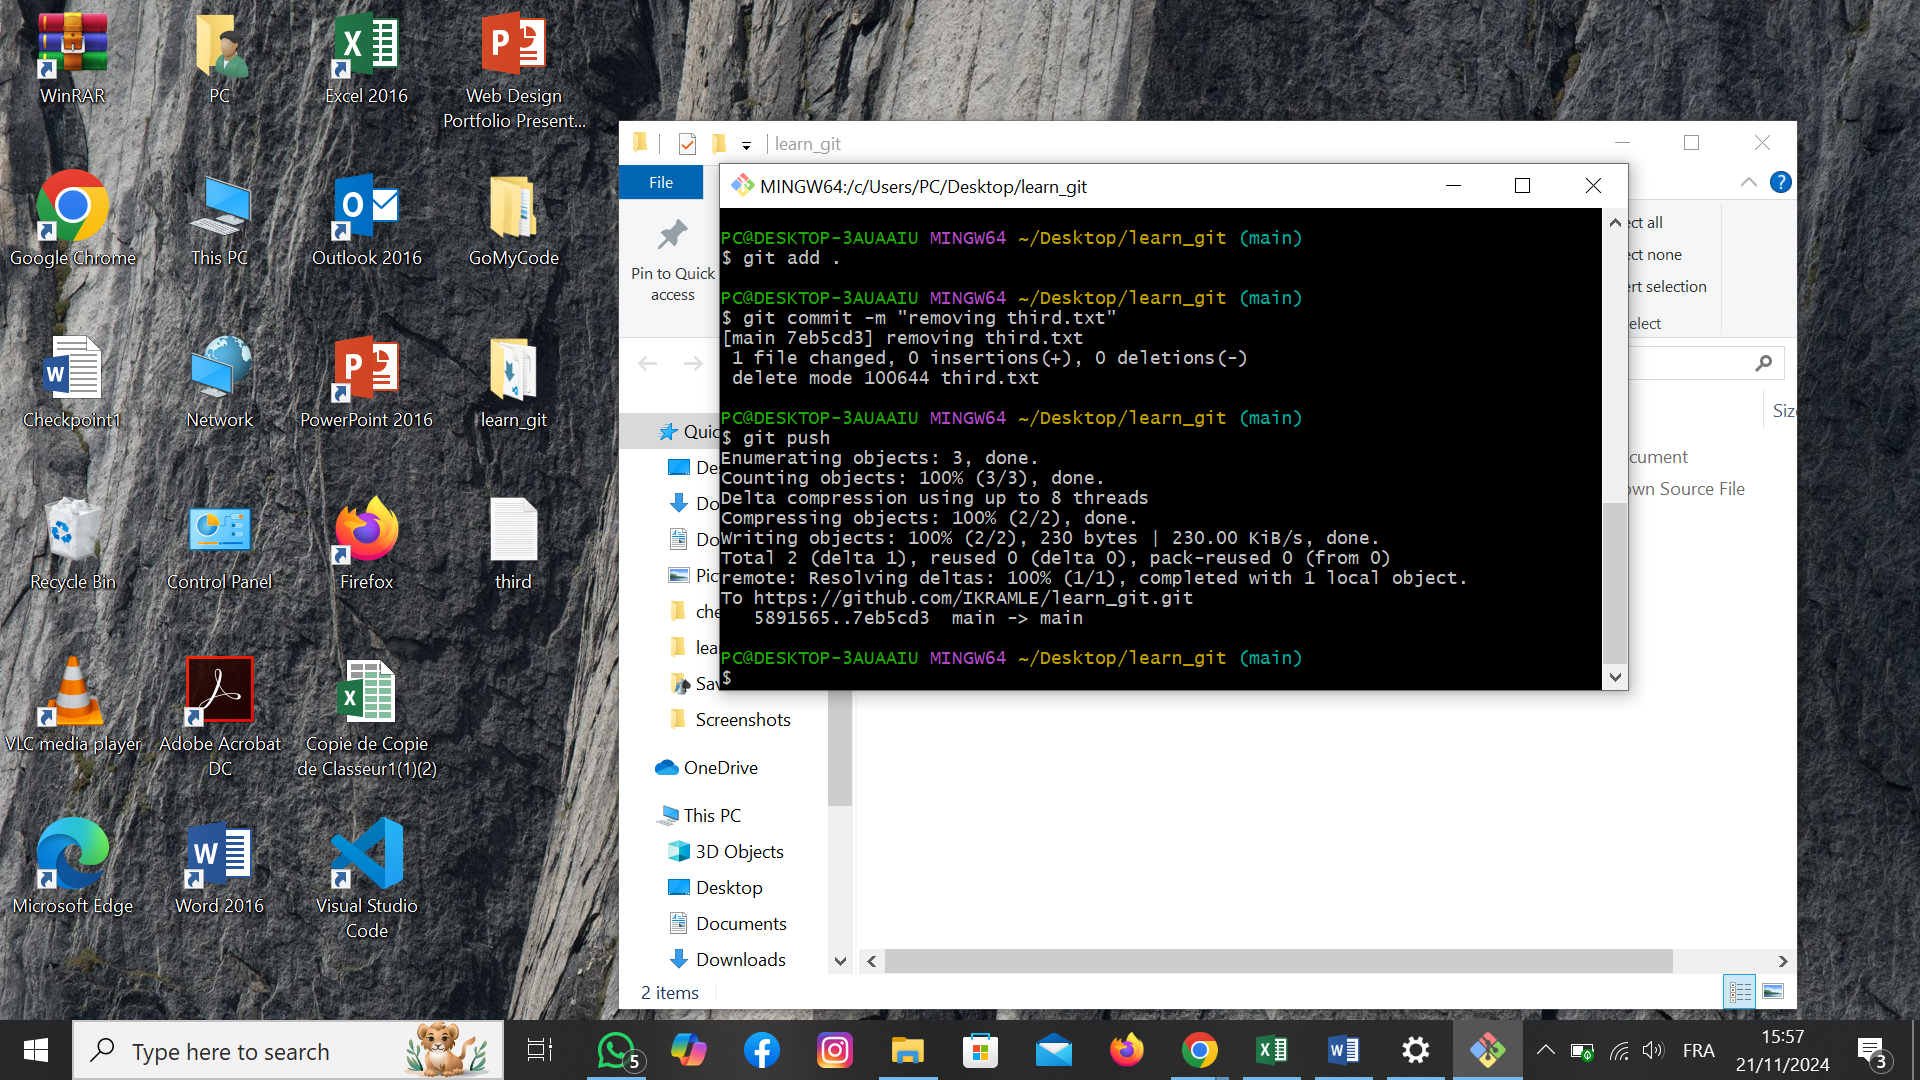 WinRAR
PC
Excel 2016
Web Design
Portfolio Present...
Google Chrome
This PC
Outlook 2016
GoMyCode
Checkpoint1
Network
PowerPoint 2016
learn_git
Recycle Bin
Control Panel
Firefox
third
VLC media player
Adobe Acrobat
DC
Copie de Copie
de Classeur1(1)(2)
Microsoft Edge
Word 2016
Visual Studio
Code
learn_git
File
Pin to Quick
access
ect all
ect none
ert selection
elect
Size
cument
own Source File
Quic
De
Do
Do
Pic
che
lea
Sav
Screenshots
OneDrive
This PC
3D Objects
Desktop
Documents
Downloads
2 items
MINGW64:/c/Users/PC/Desktop/learn_git
PC@DESKTOP-3AUAAIU MINGW64 ~/Desktop/learn_git (main)
$ git add .
PC@DESKTOP-3AUAAIU MINGW64 ~/Desktop/learn_git (main)
$ git commit -m "removing third.txt"
[main 7eb5cd3] removing third.txt
1 file changed, 0 insertions(+), 0 deletions(-)
delete mode 100644 third.txt
PC@DESKTOP-3AUAAIU MINGW64 ~/Desktop/learn_git (main)
$ git push
Enumerating objects: 3, done.
Counting objects: 100% (3/3), done.
Delta compression using up to 8 threads
Compressing objects: 100% (2/2), done.
Writing objects: 100% (2/2), 230 bytes | 230.00 KiB/s, done.
Total 2 (delta 1), reused 0 (delta 0), pack-reused 0 (from 0)
remote: Resolving deltas: 100% (1/1), completed with 1 local object.
To https://github.com/IKRAMLE/learn_git.git
5891565..7eb5cd3  main -> main
PC@DESKTOP-3AUAAIU MINGW64 ~/Desktop/learn_git (main)
$
Type here to search
5
FRA
15:57
21/11/2024
3